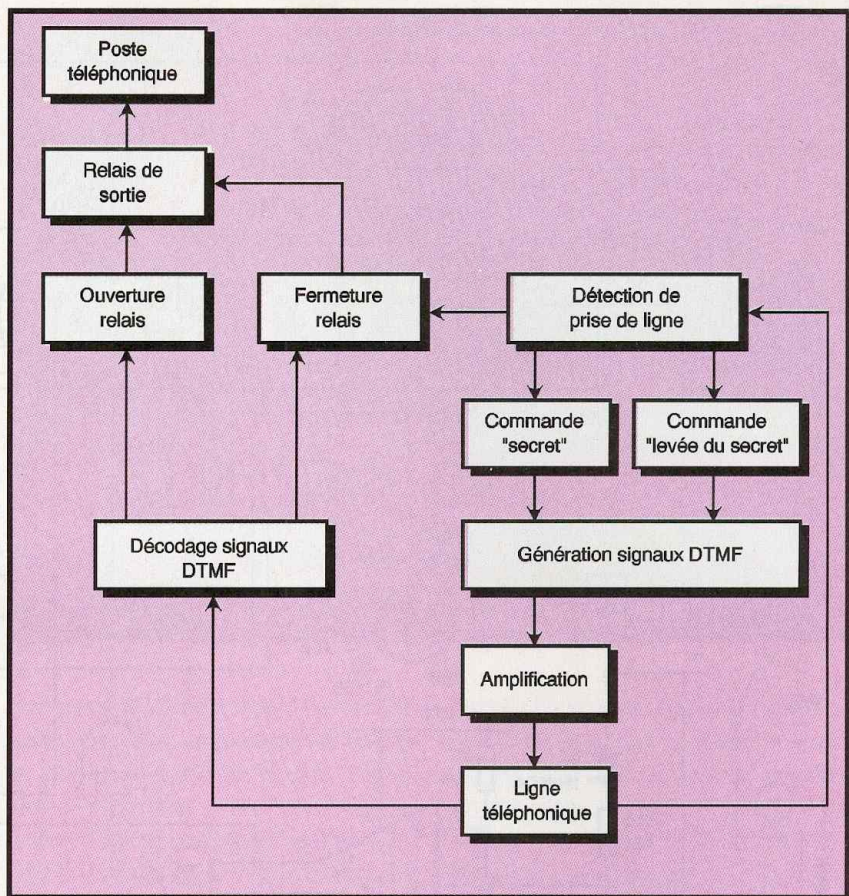 Poste
téléphonique
Relais de
sortie
Ouverture
relais
Fermeture
relais
Détection de
prise de ligne
Commande
"secret"
Commande
"levée du secret"
Décodage signaux
DTMF
Génération signaux DTMF
Amplification
Ligne
téléphonique